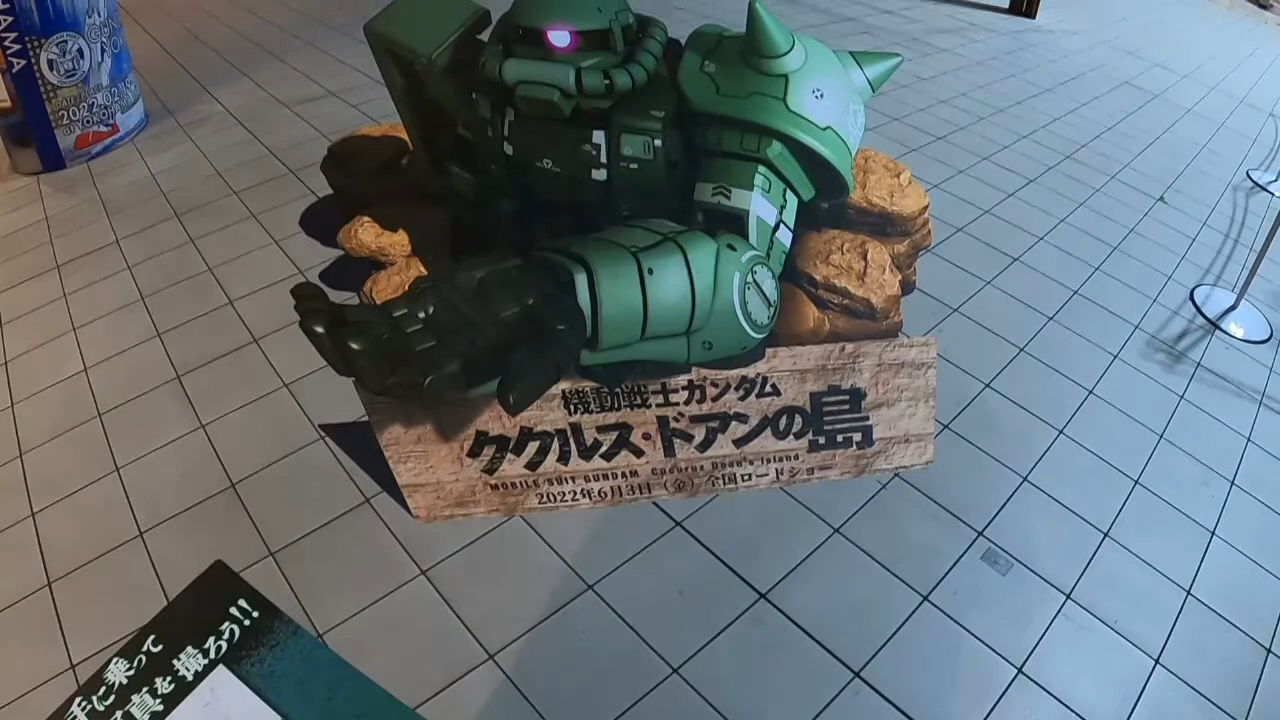 HAMA
2022.02.
機動戦士ガンダム
ククルス・ドアンの島
MOBILE SUIT GUNDAM Cucuruz Doan's Island
2022年6月3日(金)全国ロードショー
手に乗って
写真を撮ろう!!